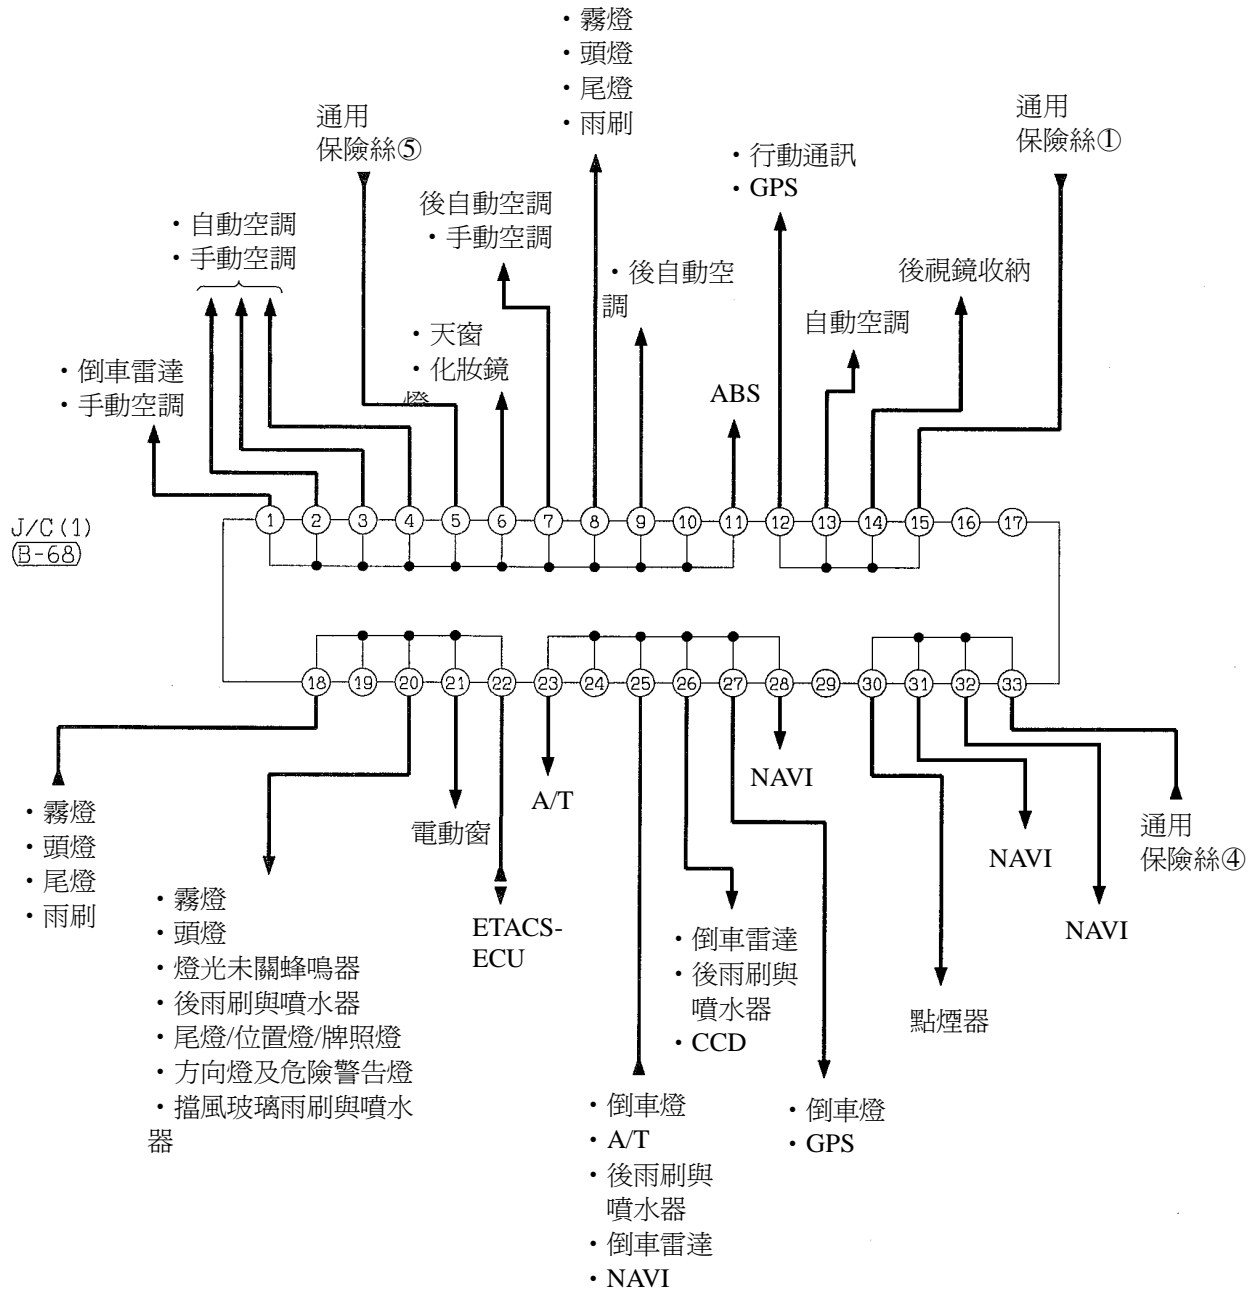 ・霧燈
・頭燈
・尾燈
・雨刷
通用
保險絲⑤
通用
保險絲①
・行動通訊
・GPS
後自動空調
・手動空調
・自動空調
・手動空調
・後自動空
調
後視鏡收納
自動空調
・天窗
・化妝鏡
燈
・倒車雷達
・手動空調
ABS
J/C(1)
B-68
1 2 3 4 5 6 7 8 9 10 11 12 13 14 15 16 17
18 19 20 21 22 23 24 25 26 27 28 29 30 31 32 33
・霧燈
・頭燈
・尾燈
・雨刷
・霧燈
・頭燈
・燈光未關蜂鳴器
・後雨刷與噴水器
・尾燈/位置燈/牌照燈
・方向燈及危險警告燈
・擋風玻璃雨刷與噴水
器
電動窗
ETACS-
ECU
A/T
・倒車燈
・A/T
・後雨刷與
噴水器
・倒車雷達
・NAVI
・倒車雷達
・後雨刷與
噴水器
・CCD
・倒車燈
・GPS
NAVI
點煙器
NAVI
NAVI
通用
保險絲④